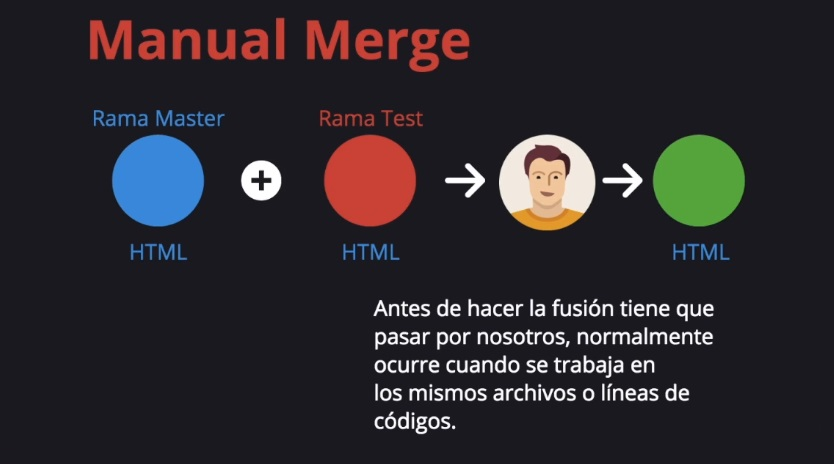 Manual Merge
Rama Master
Rama Test
HTML
HTML
HTML
Antes de hacer la fusión tiene que
pasar por nosotros, normalmente
ocurre cuando se trabaja en
los mismos archivos o líneas de
códigos.